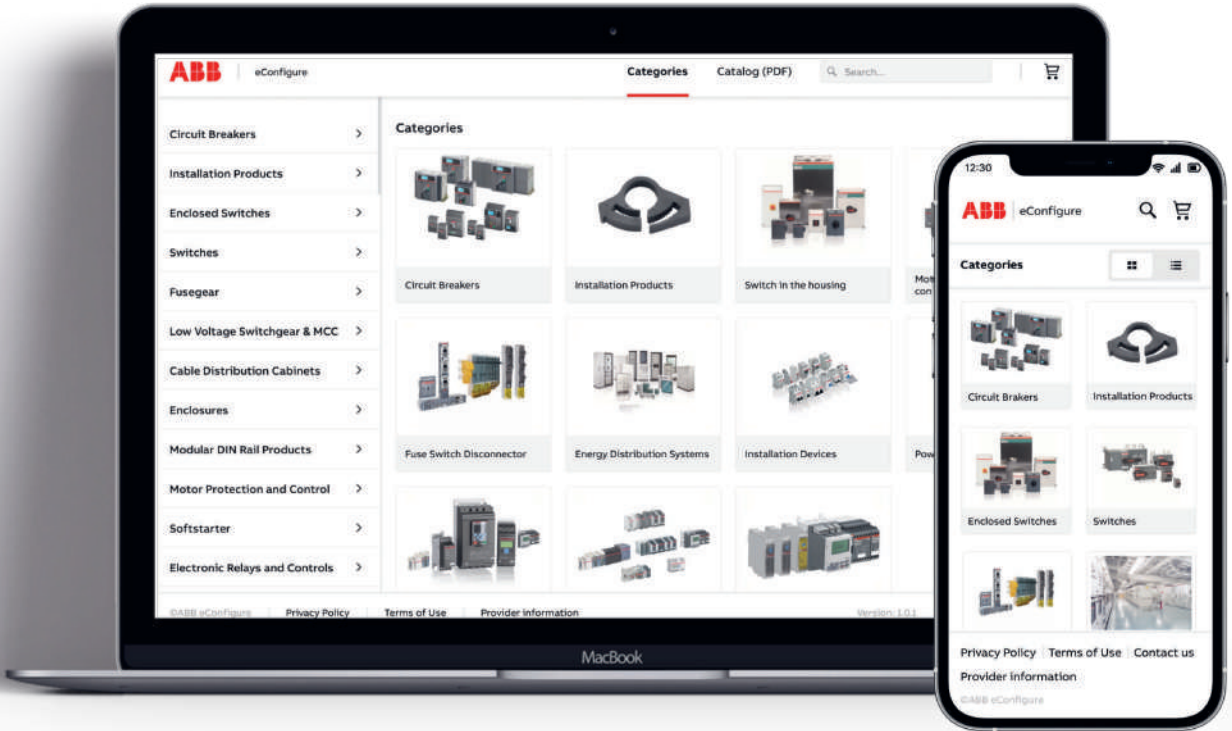 ABB eConfigure Categories Catalog (PDF) Search...
Circuit Breakers
Installation Products
Enclosed Switches
Switches
Fusegear
Low Voltage Switchgear & MCC
Cable Distribution Cabinets
Enclosures
Modular DIN Rail Products
Motor Protection and Control
Softstarter
Electronic Relays and Controls
Categories
Circuit Breakers
Installation Products
Switch in the housing
Mot
con
Fuse Switch Disconnector
Energy Distribution Systems
Installation Devices
Pow
©ABB eConfigure Privacy Policy Terms of Use Provider information Version: 1.0.1
MacBook
12:30
ABB eConfigure
Categories
Circuit Brakers
Installation Products
Enclosed Switches
Switches
Privacy Policy Terms of Use Contact us
Provider information
©ABB eConfigure